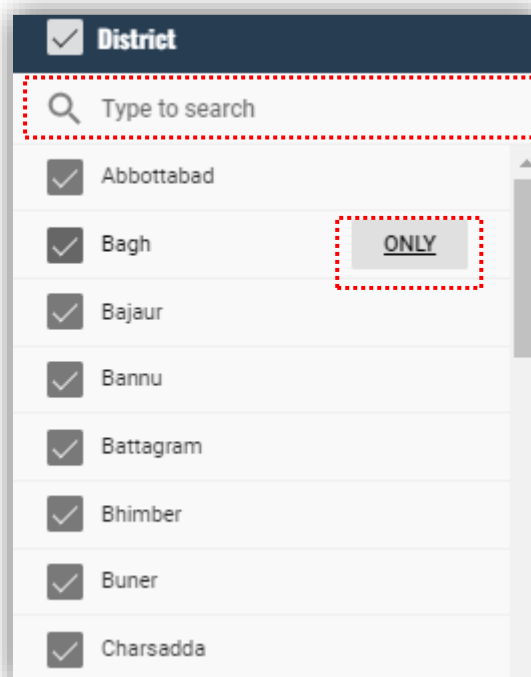 District
Type to search
Abbottabad
Bagh ONLY
Bajaur
Bannu
Battagram
Bhimber
Buner
Charsadda